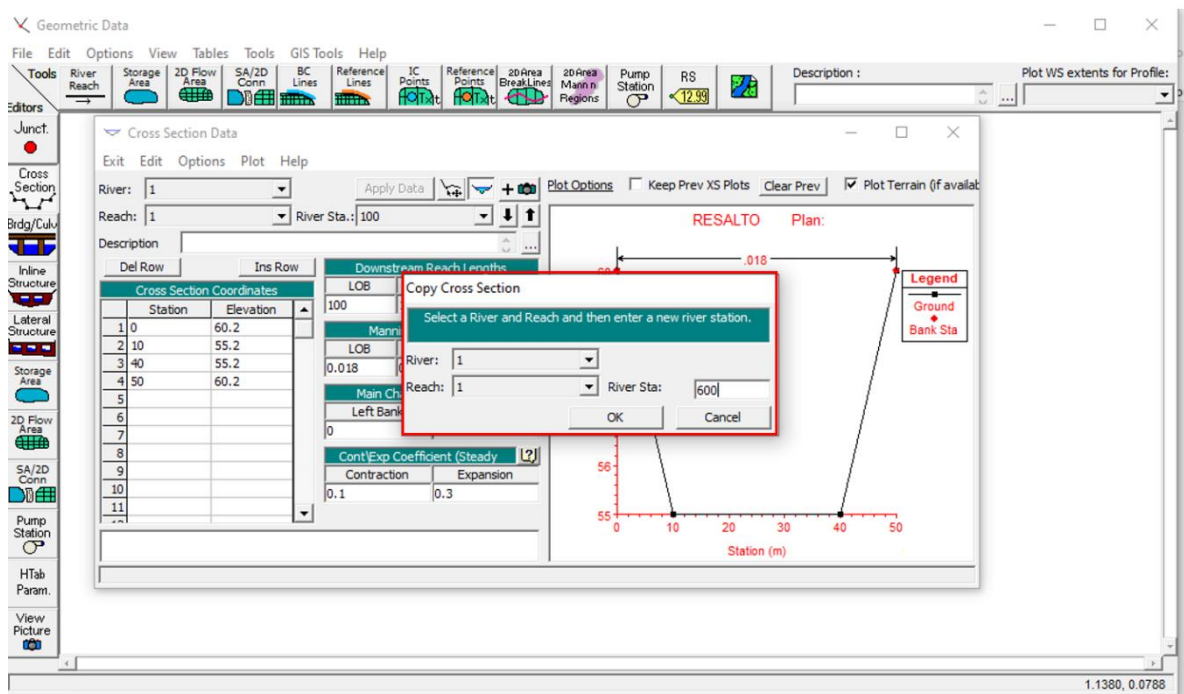 Geometric Data
File Edit Options View Tables Tools GIS Tools Help
Tools
Editors
River Reach
Storage Area
2D Flow Area
SA/2D Conn
BC Lines
Reference Lines
IC Points
Reference Points
2D Area BreakLines
2D Area Mann n Regions
Pump Station
RS
12.99
Description :
...
Plot WS extents for Profile:
Junct.
Cross Section
Brdg/Culv
Inline Structure
Lateral Structure
Storage Area
2D Flow Area
SA/2D Conn
Pump Station
HTab Param.
View Picture
Cross Section Data
Exit Edit Options Plot Help
River: 1
Apply Data
Plot Options Keep Prev XS Plots Clear Prev Plot Terrain (if availab
Reach: 1 River Sta.: 100
Description ...
Del Row Ins Row
Cross Section Coordinates
Station Elevation
1 0 60.2
2 10 55.2
3 40 55.2
4 50 60.2
5
6
7
8
9
10
11
Downstream Reach Lengths
LOB
100
LOB
0.018
Main Ch
Left Bank
0
Cont\Exp Coefficient (Steady
Contraction Expansion
0.1 0.3
Copy Cross Section
Select a River and Reach and then enter a new river station.
River: 1
Reach: 1 River Sta: 600
OK Cancel
RESALTO Plan:
.018
Legend
Ground
Bank Sta
56
55
0 10 20 30 40 50
Station (m)
1.1380, 0.0788